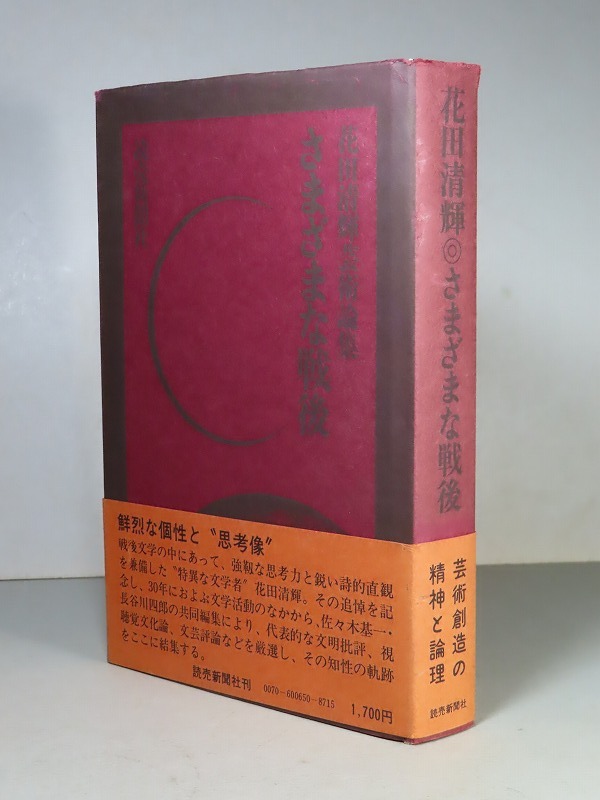 花田清輝芸術論集
さまざまな戦後
読売新聞社
鮮烈な個性と〝思考像〟
戦後文学の中にあって、強靱な思考力と鋭い詩的直観
を兼備した〝特異な文学者〟花田清輝。その追悼を記
念し、30年におよぶ文学活動のなかから、佐々木基一・
長谷川四郎の共同編集により、代表的な文明批評、視
聴覚文化論、文芸評論などを厳選し、その知性の軌跡
をここに結集する。
読売新聞社刊
0070-600650-8715
1,700円
花田清輝◎さまざまな戦後
芸術創造の
精神と論理
読売新聞社